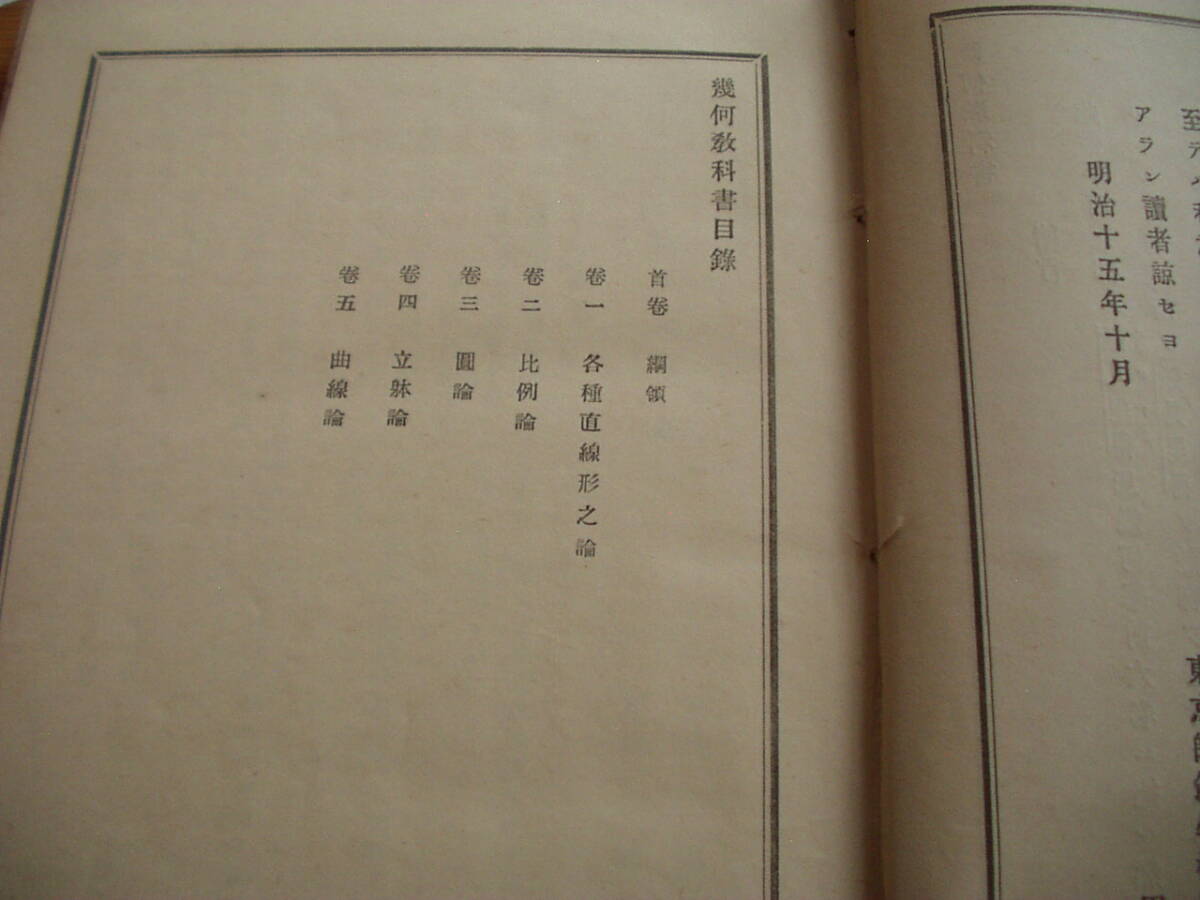 アラン讀者諒セヨ
明治十五年十月
幾何教科書目錄
首卷 綱領
卷一 各種直線形之論
卷二 比例論
卷三 圓論
卷四 立躰論
卷五 曲線論